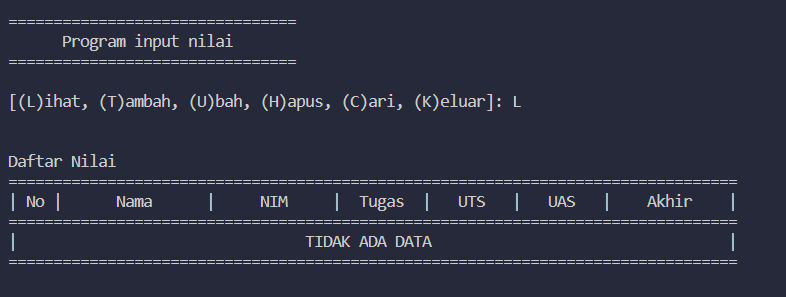 ================================
Program input nilai
================================
[(L)ihat, (T)ambah, (U)bah, (H)apus, (C)ari, (K)eluar]: L
Daftar Nilai
=================================================================================
| No | Nama | NIM | Tugas | UTS | UAS | Akhir |
=================================================================================
| TIDAK ADA DATA |
=================================================================================